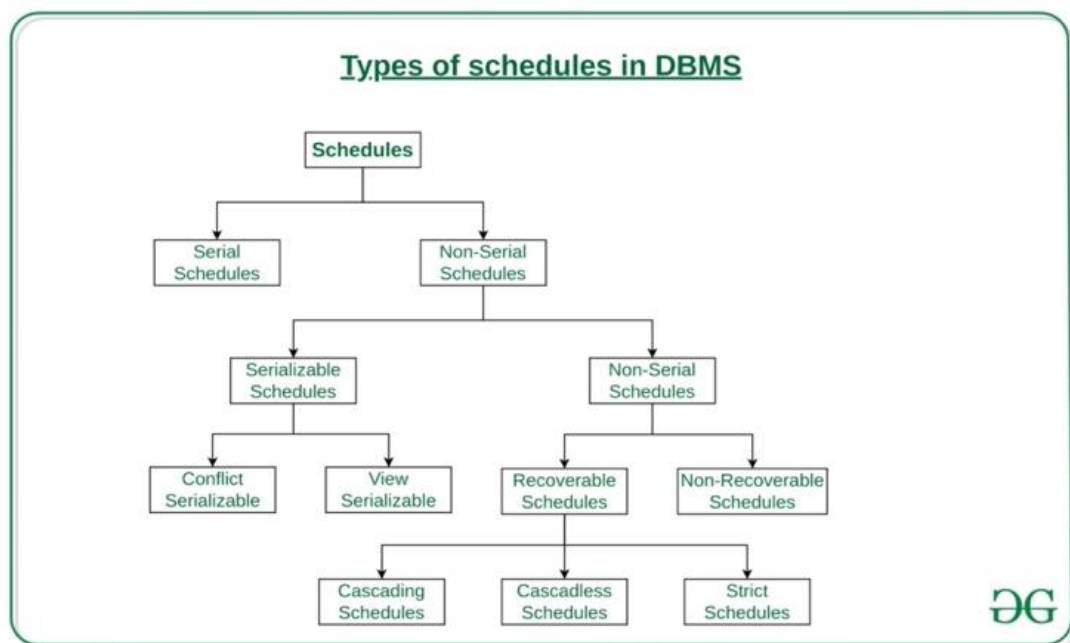 Types of schedules in DBMS
Schedules
Serial
Schedules
Non-Serial
Schedules
Serializable
Schedules
Non-Serial
Schedules
Conflict
Serializable
View
Serializable
Recoverable
Schedules
Non-Recoverable
Schedules
Cascading
Schedules
Cascadless
Schedules
Strict
Schedules